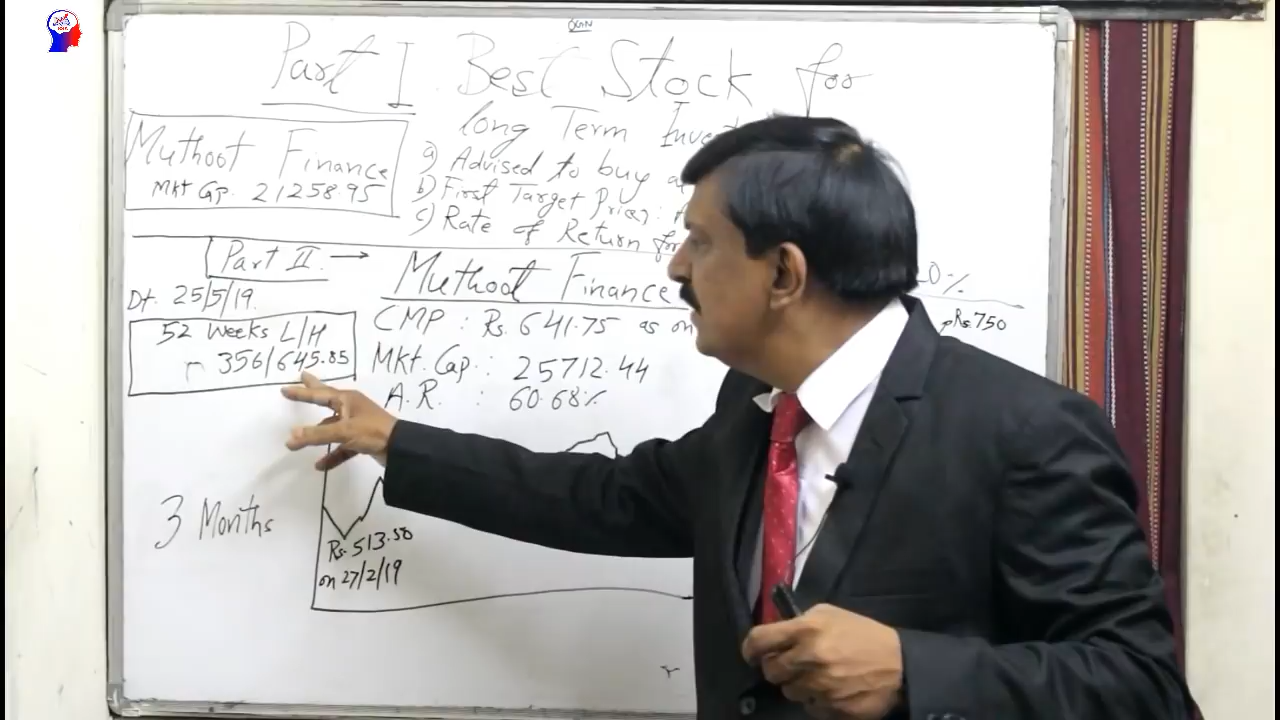 Part I Best Stock for
long Term Inves
Muthoot Finance
Mkt Cap. 21258.95
a) Advised to buy a
b) First Target Price :
c) Rate of Return for
0%
Part II →
Dt. 25/5/19.
52 Weeks L/H
356/645.85
Muthoot Finance
CMP : Rs. 641.75 as on
Mkt. Cap. : 25712.44
A.R. : 60.68%
Rs. 750
3 Months
Rs. 513.50
on 27/2/19